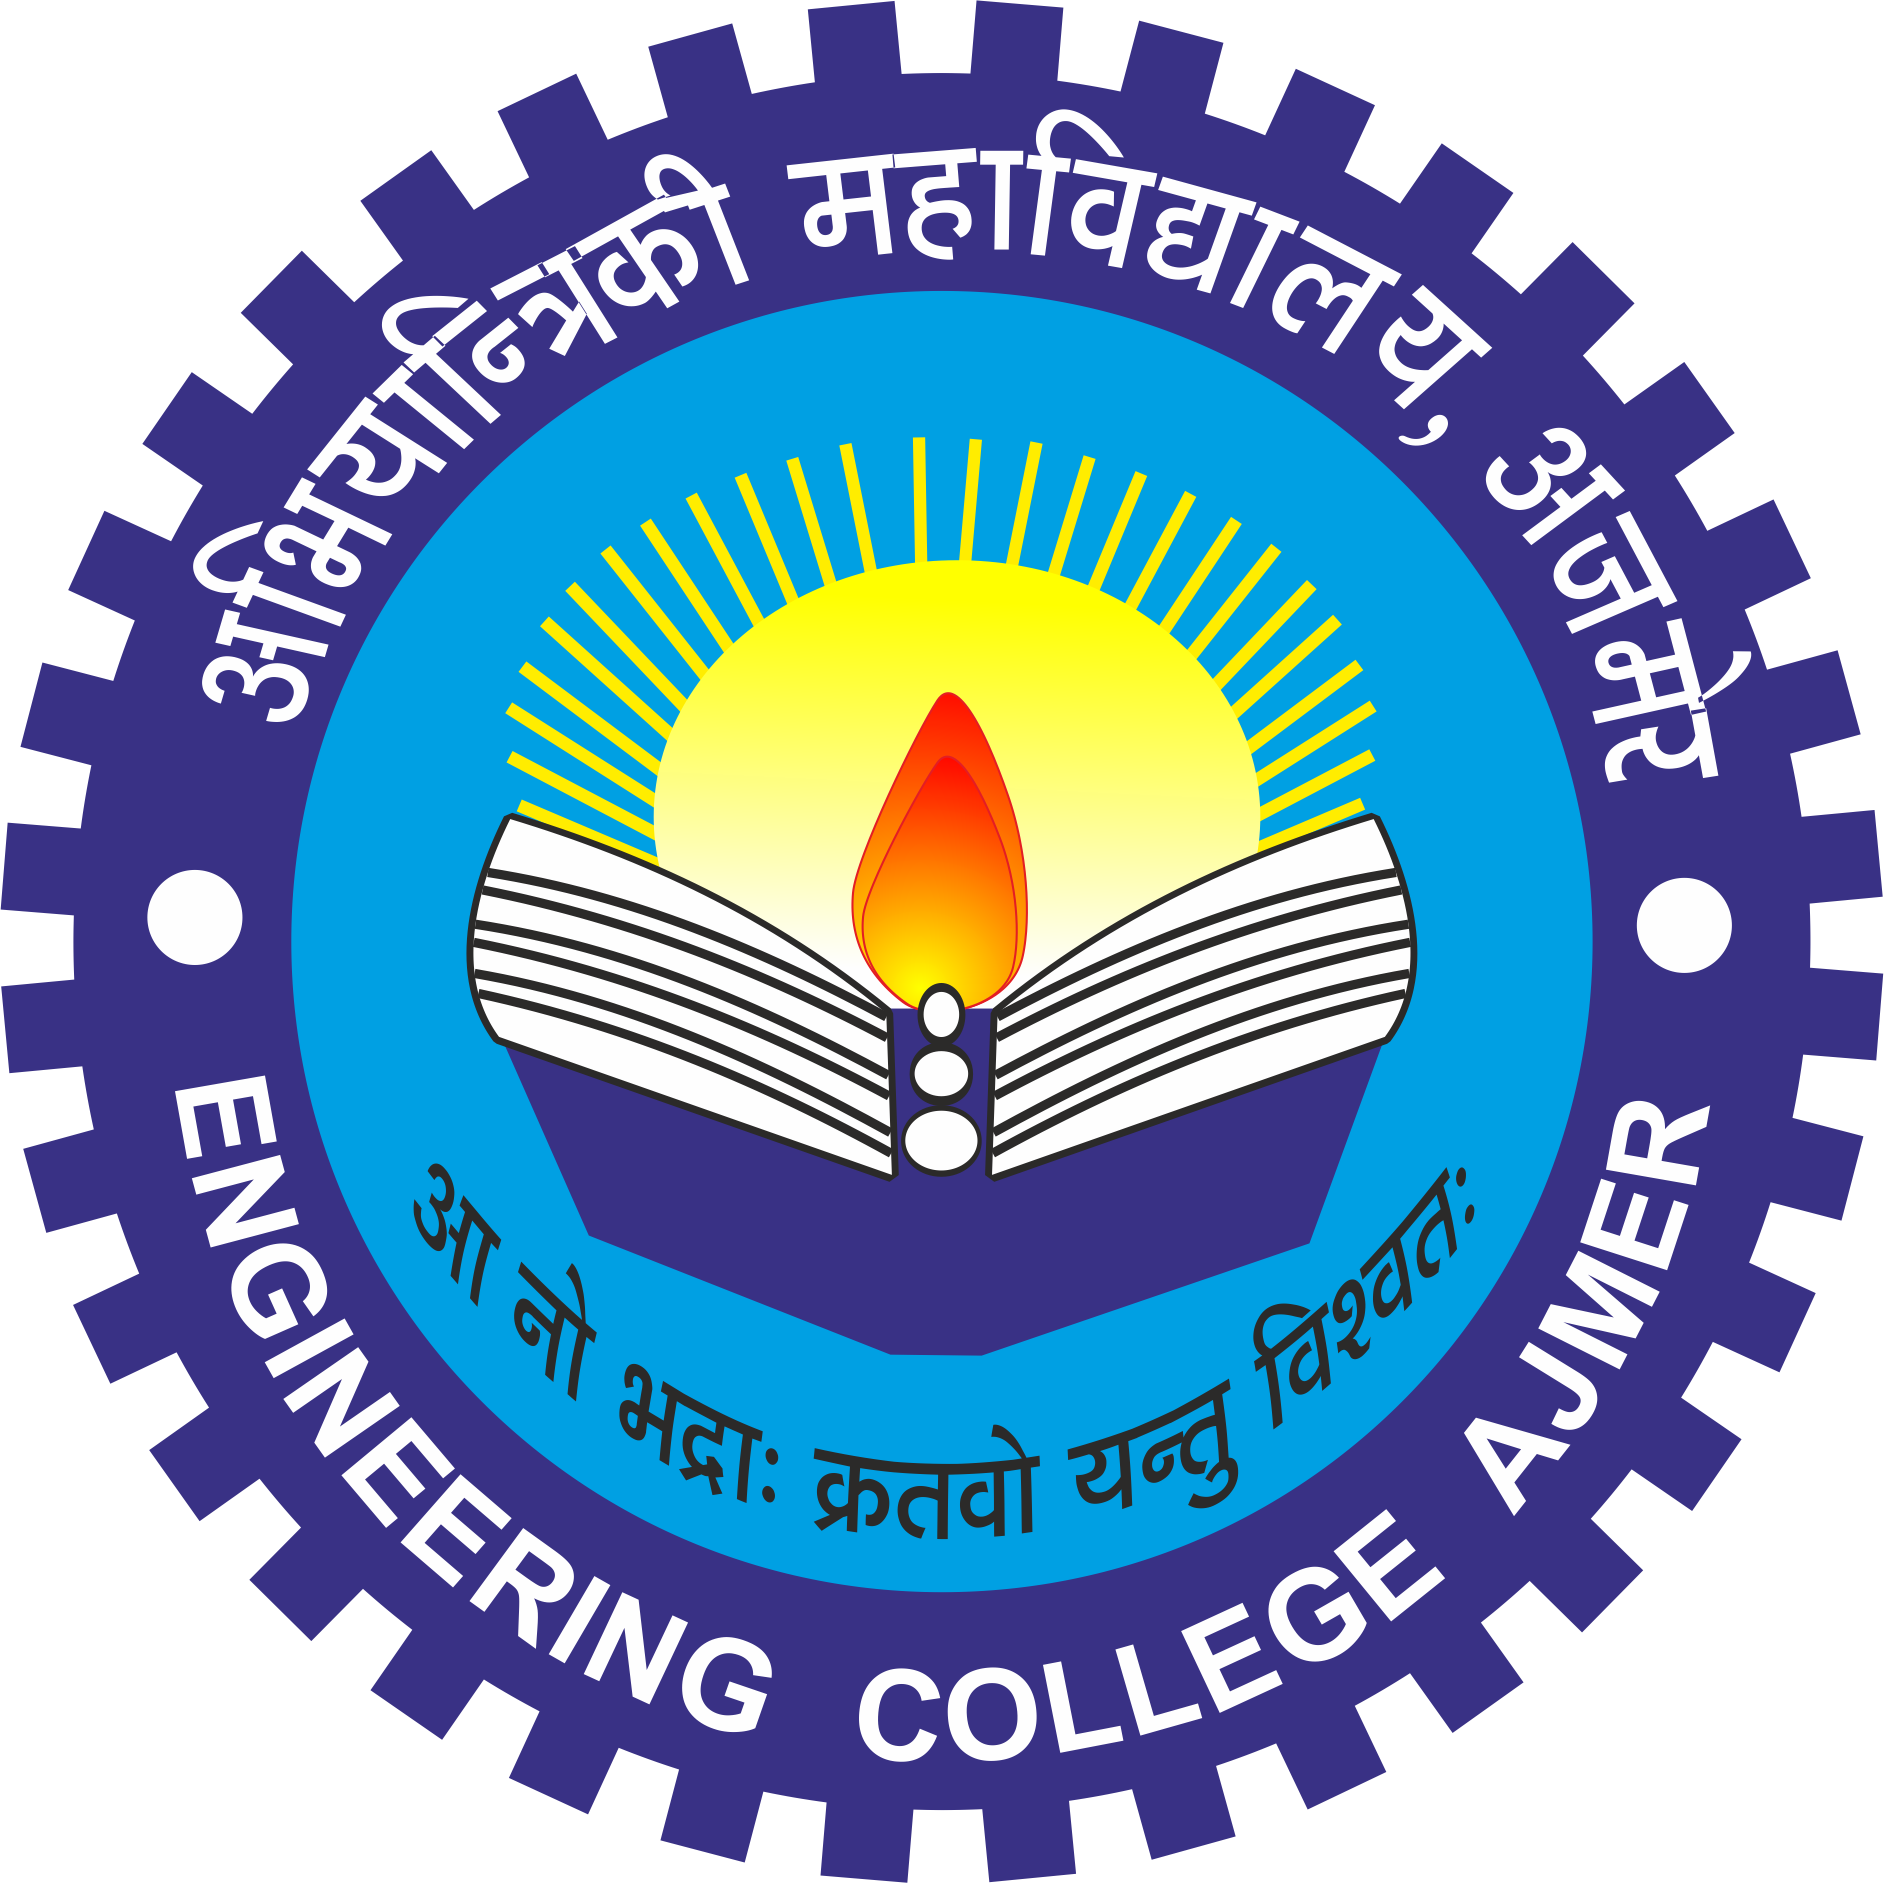 अभियांत्रिकी महाविद्यालय, अजमेर
आ नो भद्राः क्रतवो यन्तु विश्वतः
ENGINEERING COLLEGE AJMER